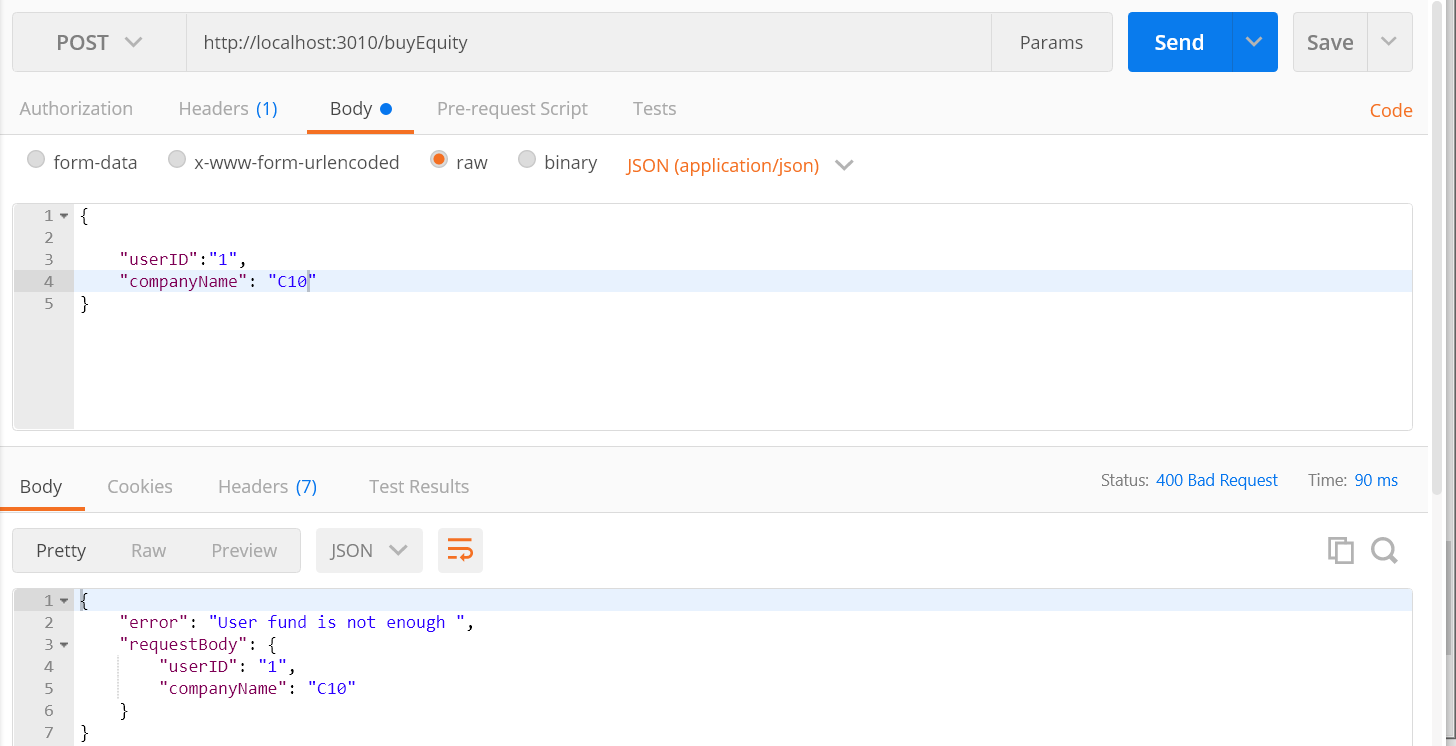 POST http://localhost:3010/buyEquity Params Send Save
Authorization Headers (1) Body Pre-request Script Tests Code
form-data x-www-form-urlencoded raw binary JSON (application/json)
1 {
2
3 "userID":"1",
4 "companyName": "C10"
5 }
Body Cookies Headers (7) Test Results Status: 400 Bad Request Time: 90 ms
Pretty Raw Preview JSON
1 {
2 "error": "User fund is not enough ",
3 "requestBody": {
4 "userID": "1",
5 "companyName": "C10"
6 }
7 }